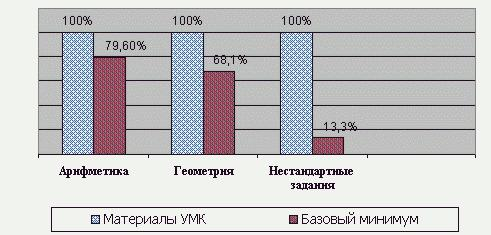 100% 100% 100%
79,60%
68,1%
13,3%
Арифметика Геометрия Нестандартные
задания
Материалы УМК Базовый минимум